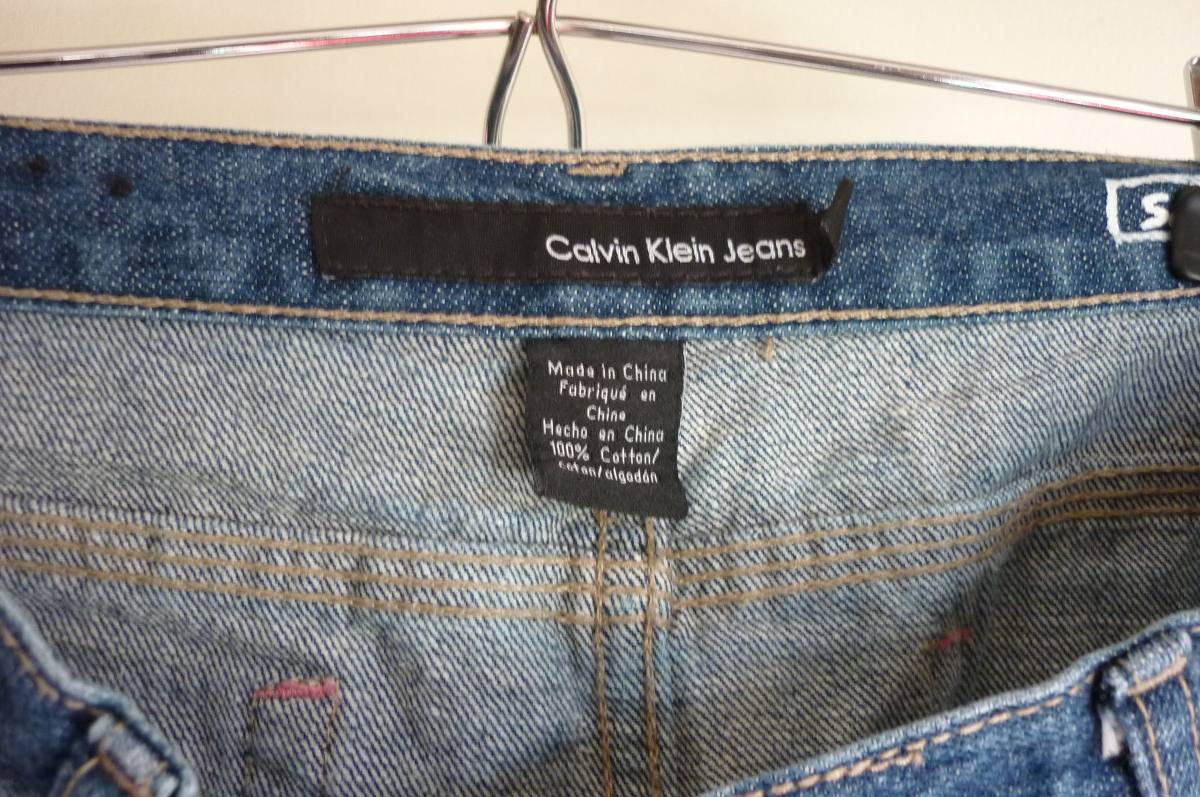 Calvin Klein Jeans
S
Made in China
Fabriqué en
Chine
Hecho en China
100% Cotton/
coton/algodón